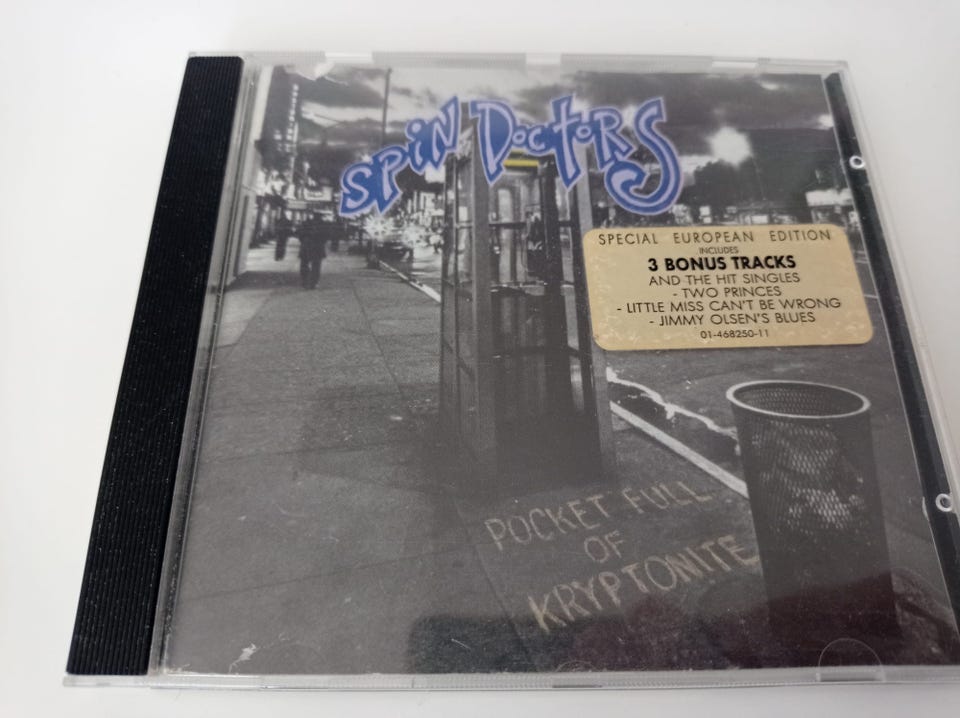 SPIN DOCTORS
SPECIAL EUROPEAN EDITION
INCLUDES
3 BONUS TRACKS
AND THE HIT SINGLES
- TWO PRINCES
- LITTLE MISS CAN'T BE WRONG
- JIMMY OLSEN'S BLUES
01-468250-11
POCKET FULL
OF
KRYPTONITE